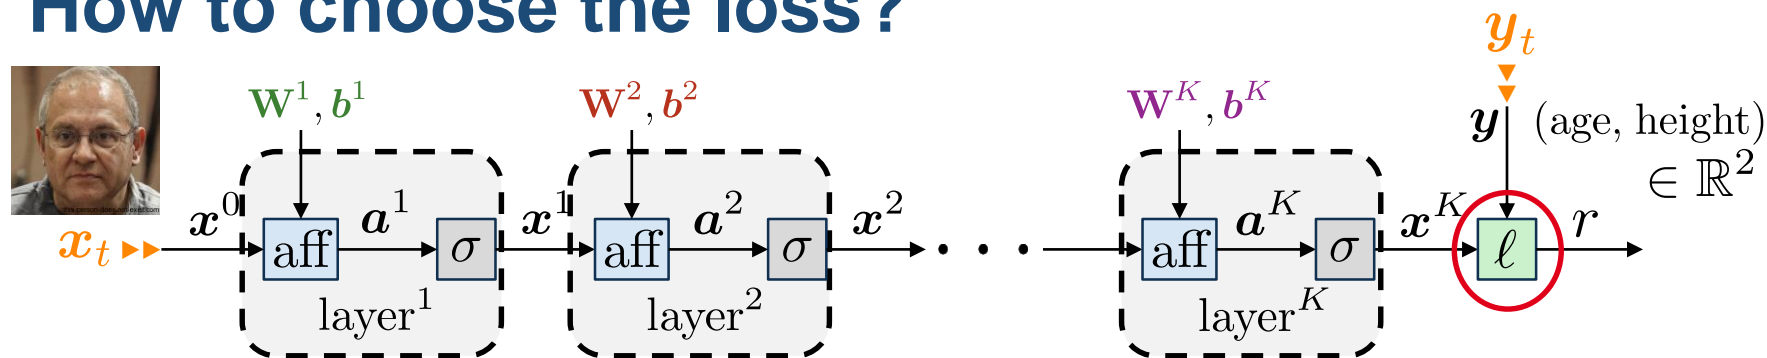 How to choose the loss?
y_t
W^1, b^1
W^2, b^2
W^K, b^K
y (age, height)
∈ ℝ^2
x^0
a^1
x^1
a^2
x^2
a^K
x^K
r
x_t
aff
σ
aff
σ
· · ·
aff
σ
ℓ
layer^1
layer^2
layer^K